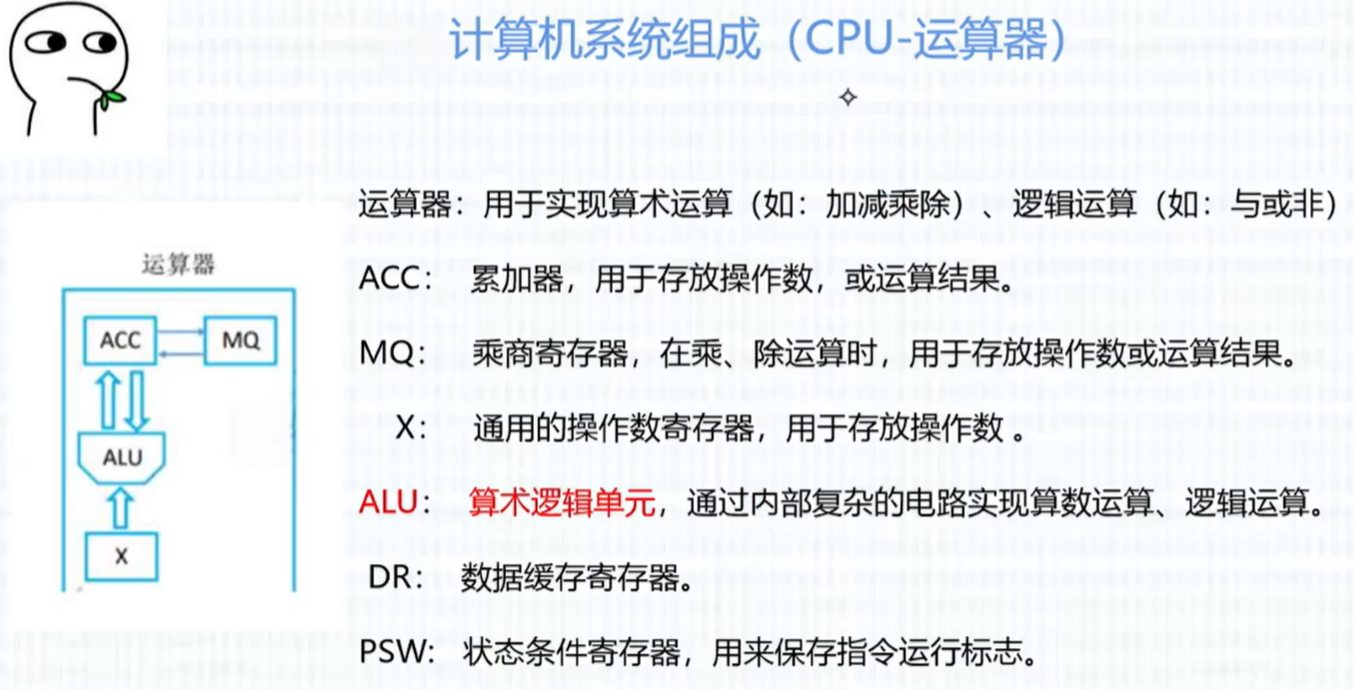 计算机系统组成（CPU-运算器）
运算器：用于实现算术运算（如：加减乘除）、逻辑运算（如：与或非）
ACC： 累加器，用于存放操作数，或运算结果。
MQ： 乘商寄存器，在乘、除运算时，用于存放操作数或运算结果。
X： 通用的操作数寄存器，用于存放操作数 。
ALU： 算术逻辑单元，通过内部复杂的电路实现算数运算、逻辑运算。
DR： 数据缓存寄存器。
PSW： 状态条件寄存器，用来保存指令运行标志。
运算器
ACC
MQ
ALU
X